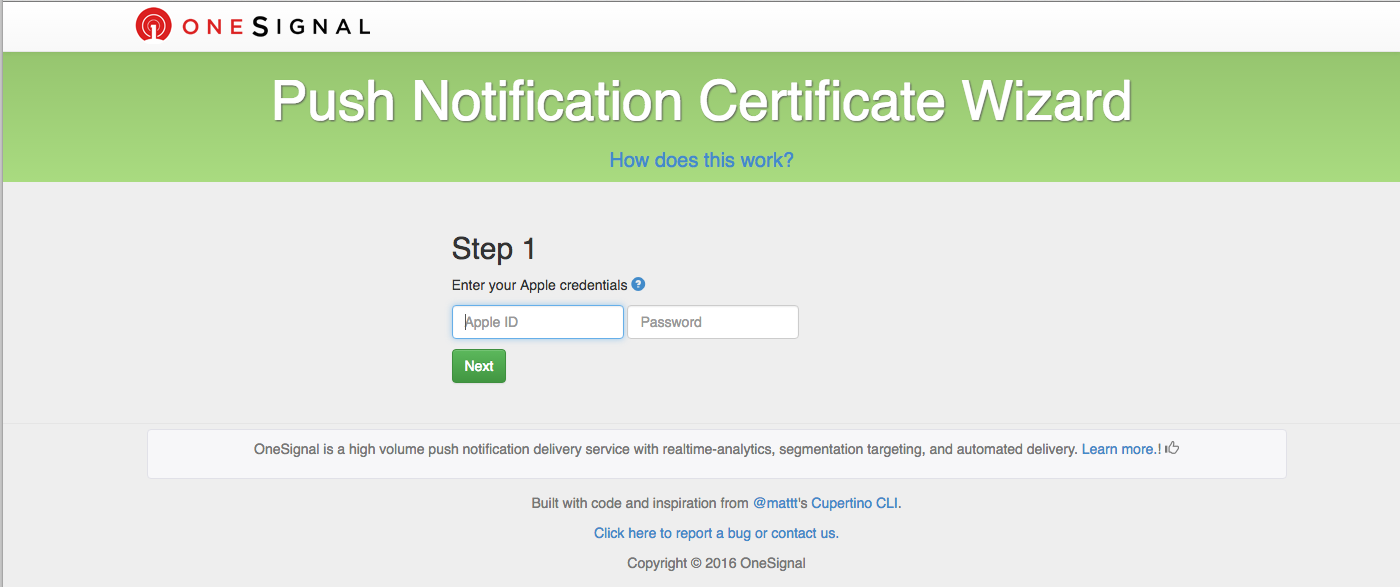 ONESIGNAL
Push Notification Certificate Wizard
How does this work?
Step 1
Enter your Apple credentials ?
Apple ID Password
Next
OneSignal is a high volume push notification delivery service with realtime-analytics, segmentation targeting, and automated delivery. Learn more.!
Built with code and inspiration from @mattt's Cupertino CLI.
Click here to report a bug or contact us.
Copyright © 2016 OneSignal